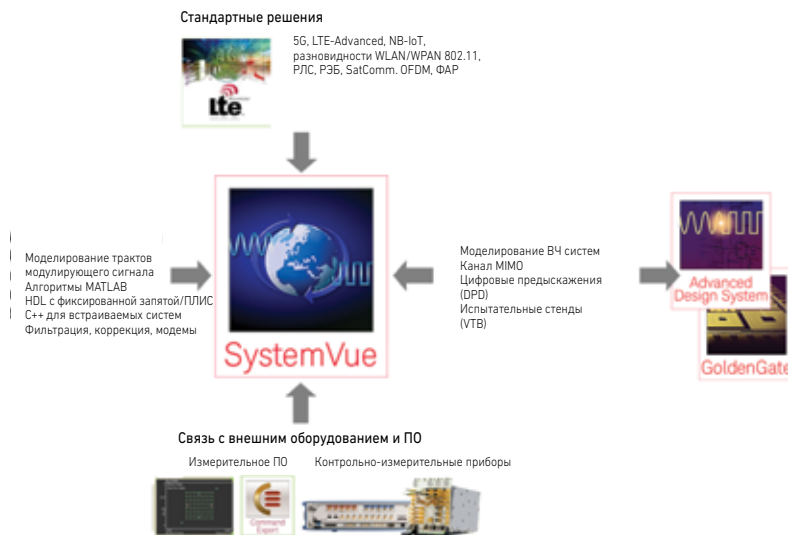 Стандартные решения
5G, LTE-Advanced, NB-IoT,
разновидности WLAN/WPAN 802.11,
РЛС, РЭБ, SatComm. OFDM, ФАР
lte
Моделирование трактов
модулирующего сигнала
Алгоритмы MATLAB
HDL с фиксированной запятой/ПЛИС
C++ для встраиваемых систем
Фильтрация, коррекция, модемы
SystemVue
Моделирование ВЧ систем
Канал MIMO
Цифровые предыскажения
(DPD)
Испытательные стенды
(VTB)
Advanced
Design System
GoldenGate
Связь с внешним оборудованием и ПО
Измерительное ПО
Контрольно-измерительные приборы
Command
Expert